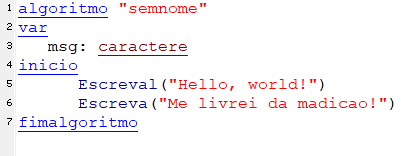 1 algoritmo "semnome"
2 var
3    msg: caractere
4 inicio
5       Escreval("Hello, world!")
6       Escreva("Me livrei da madicao!")
7 fimalgoritmo